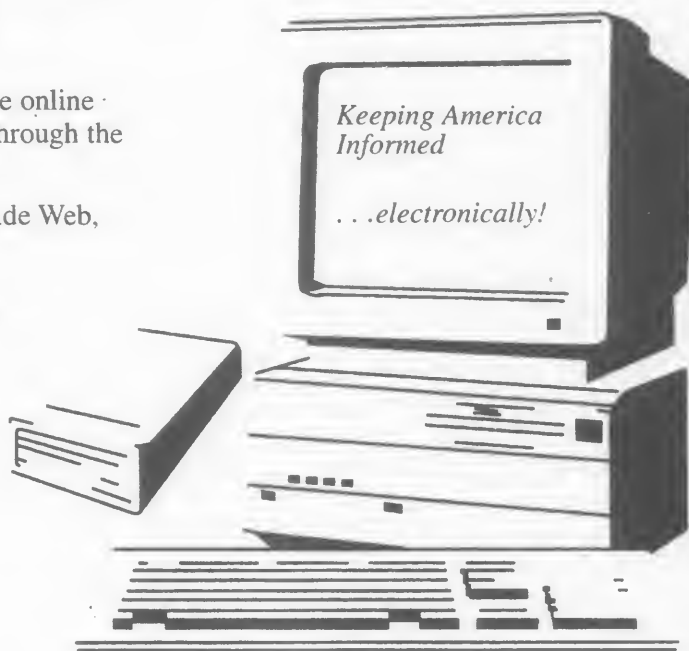 e online
hrough the
de Web,
Keeping America
Informed
. . .electronically!